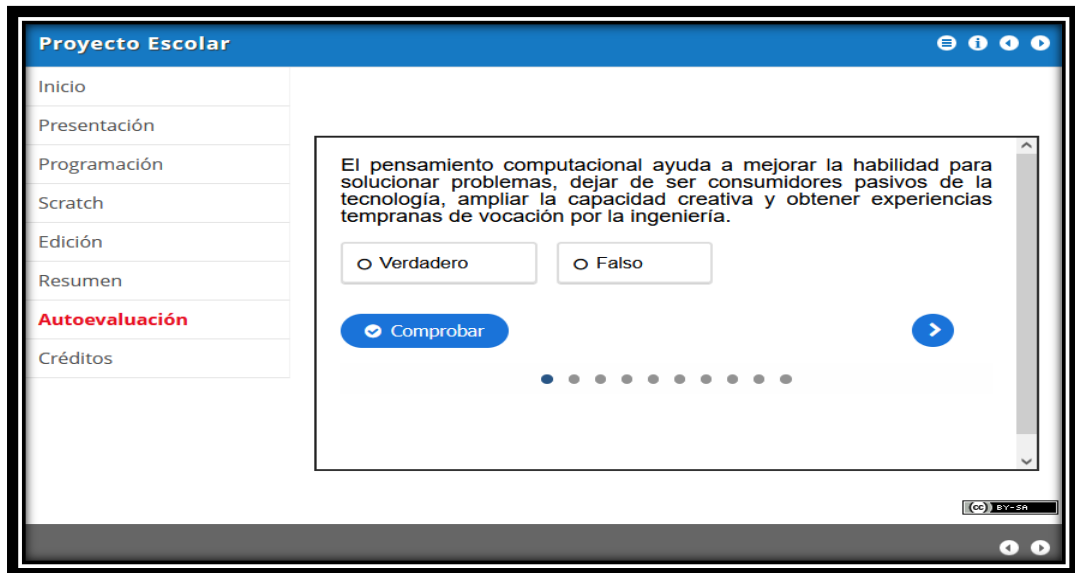 Proyecto Escolar
Inicio
Presentación
Programación
Scratch
Edición
Resumen
Autoevaluación
Créditos
El pensamiento computacional ayuda a mejorar la habilidad para
solucionar problemas, dejar de ser consumidores pasivos de la
tecnología, ampliar la capacidad creativa y obtener experiencias
tempranas de vocación por la ingeniería.
Verdadero
Falso
Comprobar
(cc) BY-SA